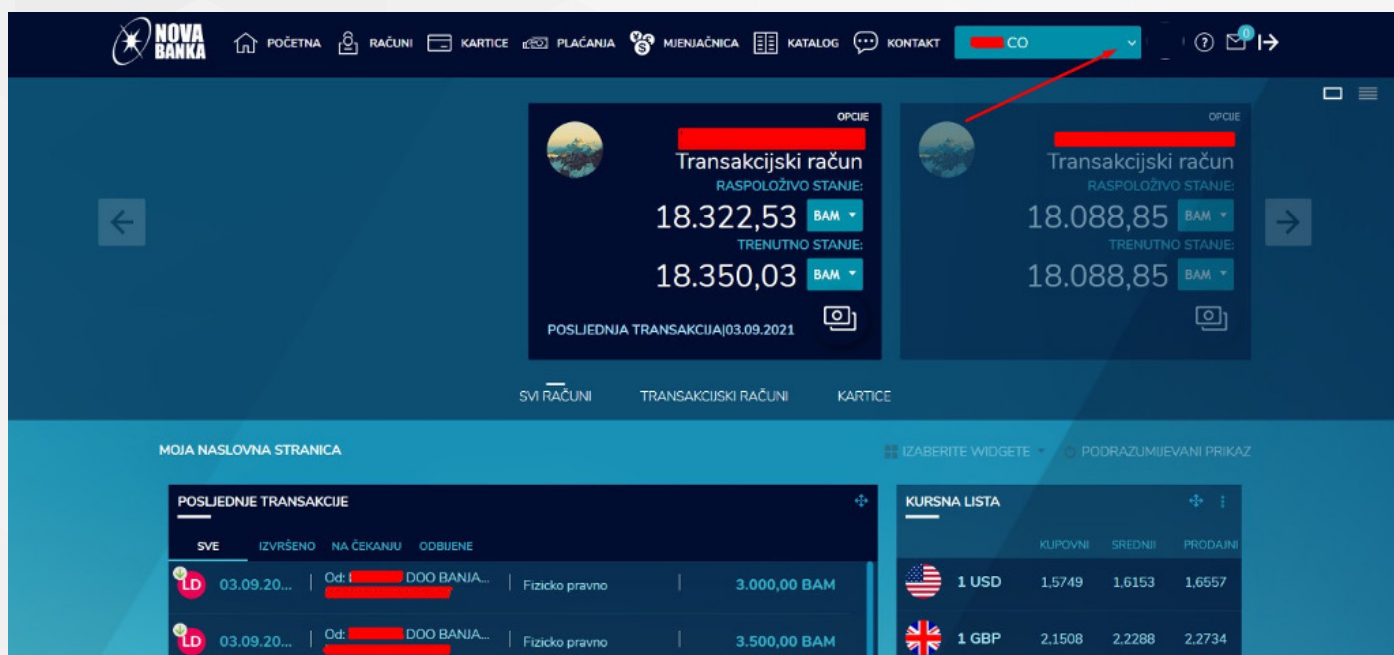 NOVA BANKA
POČETNA RAČUNI KARTICE PLAĆANJA MJENJAČNICA KATALOG KONTAKT CO ? 0
OPCIJE
Transakcijski račun
RASPOLOŽIVO STANJE:
18.322,53 BAM
TRENUTNO STANJE:
18.350,03 BAM
POSLJEDNJA TRANSAKCIJA|03.09.2021
OPCIJE
Transakcijski račun
RASPOLOŽIVO STANJE:
18.088,85 BAM
TRENUTNO STANJE:
18.088,85 BAM
SVI RAČUNI TRANSAKCIJSKI RAČUNI KARTICE
MOJA NASLOVNA STRANICA IZABERITE WIDGETE PODRAZUMIJEVANI PRIKAZ
POSLJEDNJE TRANSAKCIJE
SVE IZVRŠENO NA ČEKANJU ODBIJENE
LD 03.09.20... Od: DOO BANJA... Fizicko pravno 3.000,00 BAM
LD 03.09.20... Od: DOO BANJA... Fizicko pravno 3.500,00 BAM
KURSNA LISTA
KUPOVNI SREDNJI PRODAJNI
1 USD 1,5749 1,6153 1,6557
1 GBP 2,1508 2,2288 2,2734